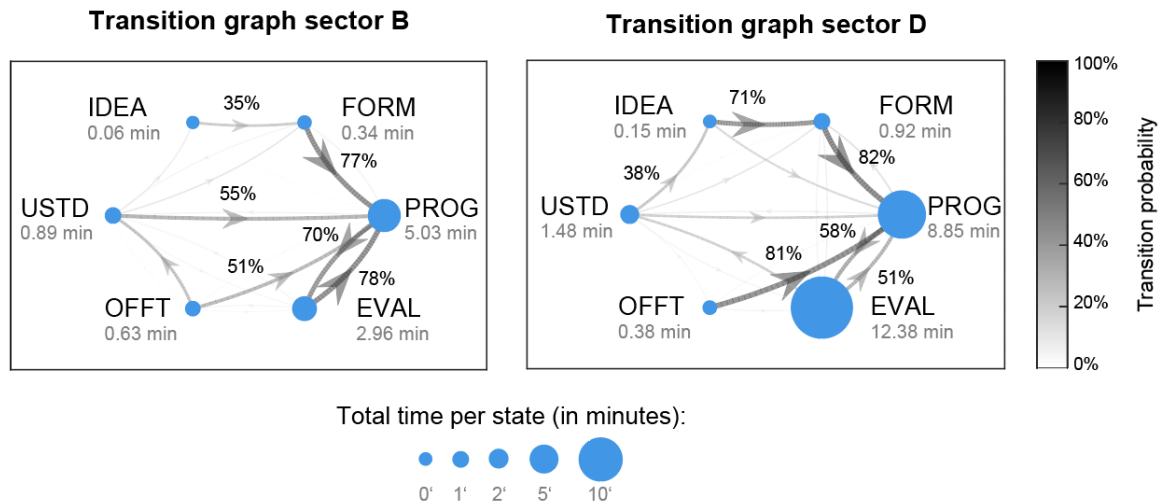 Transition graph sector B
Transition graph sector D
IDEA
0.06 min
35%
FORM
0.34 min
77%
USTD
0.89 min
55%
PROG
5.03 min
70%
51%
78%
OFFT
0.63 min
EVAL
2.96 min
IDEA
0.15 min
71%
FORM
0.92 min
82%
38%
USTD
1.48 min
PROG
8.85 min
58%
81%
51%
OFFT
0.38 min
EVAL
12.38 min
100%
80%
60%
40%
20%
0%
Transition probability
Total time per state (in minutes):
0‘ 1‘ 2‘ 5‘ 10‘